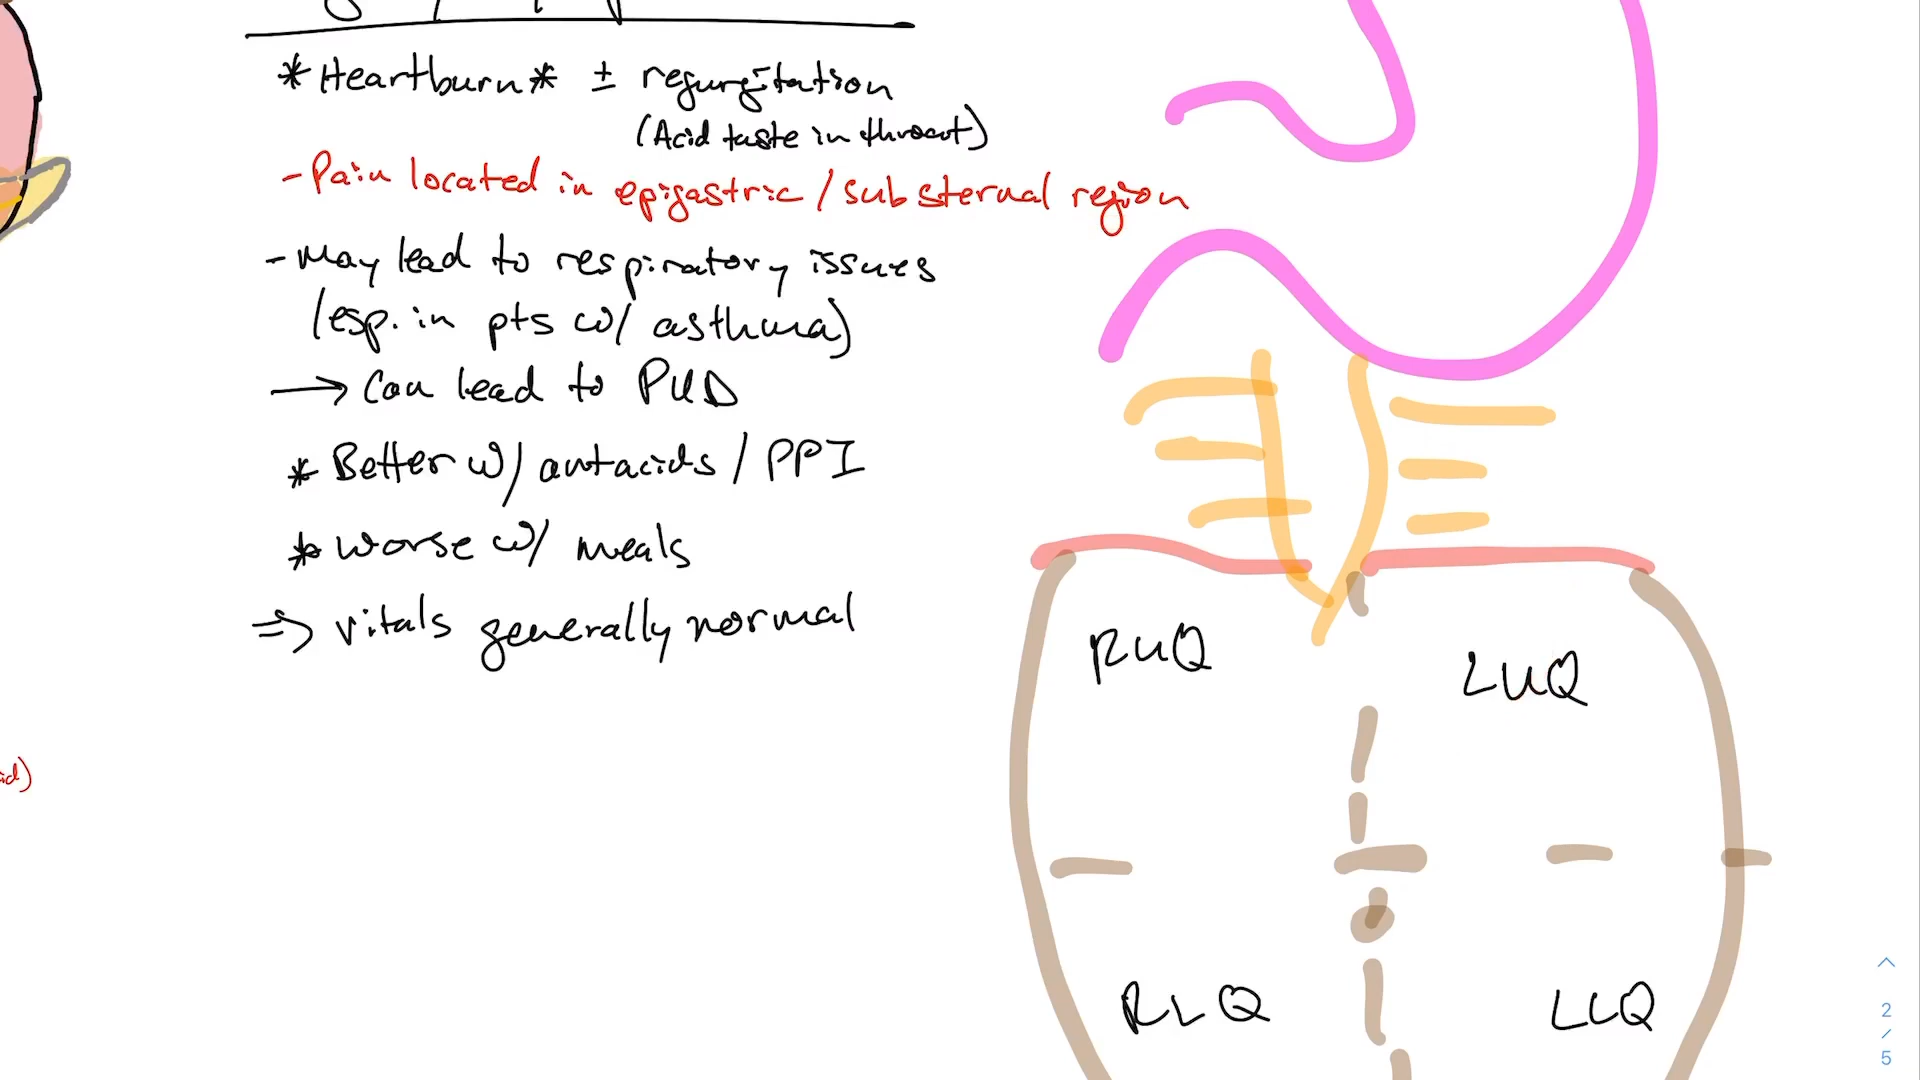 *Heartburn* ± regurgitation
(Acid taste in throat)
- Pain located in epigastric / substernal region
- May lead to respiratory issues
(esp. in pts w/ asthma)
→ Can lead to PUD
* Better w/ antacids / PPI
* Worse w/ meals
⇒ Vitals generally normal
RUQ
LUQ
RLQ
LLQ
2
/
5